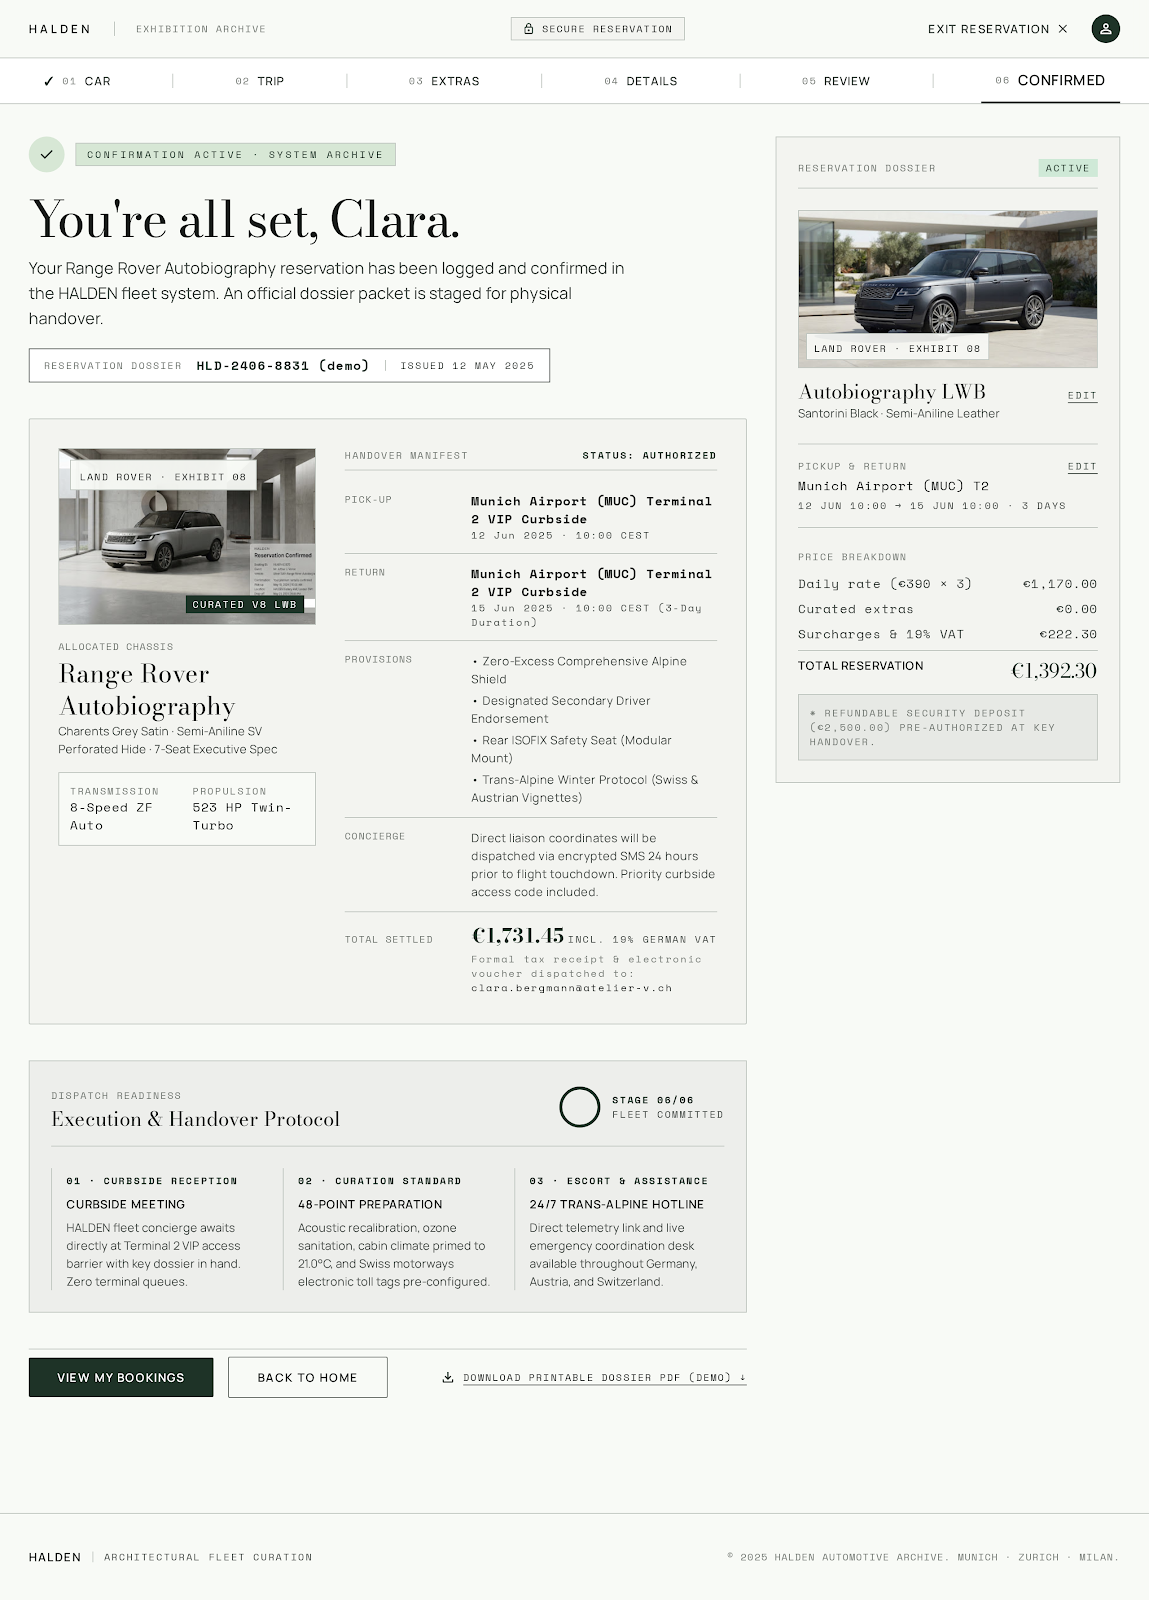 HALDEN
EXHIBITION ARCHIVE
SECURE RESERVATION
EXIT RESERVATION ×
✓ 01 CAR
02 TRIP
03 EXTRAS
04 DETAILS
05 REVIEW
06 CONFIRMED
CONFIRMATION ACTIVE · SYSTEM ARCHIVE
You're all set, Clara.
Your Range Rover Autobiography reservation has been logged and confirmed in
the HALDEN fleet system. An official dossier packet is staged for physical
handover.
RESERVATION DOSSIER HLD-2406-8831 (demo) ISSUED 12 MAY 2025
LAND ROVER · EXHIBIT 08
Reservation Confirmed
CURATED V8 LWB
ALLOCATED CHASSIS
Range Rover
Autobiography
Charents Grey Satin · Semi-Aniline SV
Perforated Hide · 7-Seat Executive Spec
TRANSMISSION
8-Speed ZF
Auto
PROPULSION
523 HP Twin-
Turbo
HANDOVER MANIFEST
STATUS: AUTHORIZED
PICK-UP
Munich Airport (MUC) Terminal
2 VIP Curbside
12 Jun 2025 · 10:00 CEST
RETURN
Munich Airport (MUC) Terminal
2 VIP Curbside
15 Jun 2025 · 10:00 CEST (3-Day
Duration)
PROVISIONS
• Zero-Excess Comprehensive Alpine
Shield
• Designated Secondary Driver
Endorsement
• Rear ISOFIX Safety Seat (Modular
Mount)
• Trans-Alpine Winter Protocol (Swiss &
Austrian Vignettes)
CONCIERGE
Direct liaison coordinates will be
dispatched via encrypted SMS 24 hours
prior to flight touchdown. Priority curbside
access code included.
TOTAL SETTLED
€1,731.45 INCL. 19% GERMAN VAT
Formal tax receipt & electronic
voucher dispatched to:
clara.bergmann@atelier-v.ch
DISPATCH READINESS
Execution & Handover Protocol
STAGE 06/06
FLEET COMMITTED
01 · CURBSIDE RECEPTION
CURBSIDE MEETING
HALDEN fleet concierge awaits
directly at Terminal 2 VIP access
barrier with key dossier in hand.
Zero terminal queues.
02 · CURATION STANDARD
48-POINT PREPARATION
Acoustic recalibration, ozone
sanitation, cabin climate primed to
21.0°C, and Swiss motorways
electronic toll tags pre-configured.
03 · ESCORT & ASSISTANCE
24/7 TRANS-ALPINE HOTLINE
Direct telemetry link and live
emergency coordination desk
available throughout Germany,
Austria, and Switzerland.
VIEW MY BOOKINGS
BACK TO HOME
DOWNLOAD PRINTABLE DOSSIER PDF (DEMO) ↓
RESERVATION DOSSIER
ACTIVE
LAND ROVER · EXHIBIT 08
Autobiography LWB
EDIT
Santorini Black · Semi-Aniline Leather
PICKUP & RETURN
EDIT
Munich Airport (MUC) T2
12 JUN 10:00 → 15 JUN 10:00 · 3 DAYS
PRICE BREAKDOWN
Daily rate (€390 × 3) €1,170.00
Curated extras €0.00
Surcharges & 19% VAT €222.30
TOTAL RESERVATION €1,392.30
* REFUNDABLE SECURITY DEPOSIT
(€2,500.00) PRE-AUTHORIZED AT KEY
HANDOVER.
HALDEN
ARCHITECTURAL FLEET CURATION
© 2025 HALDEN AUTOMOTIVE ARCHIVE. MUNICH · ZURICH · MILAN.